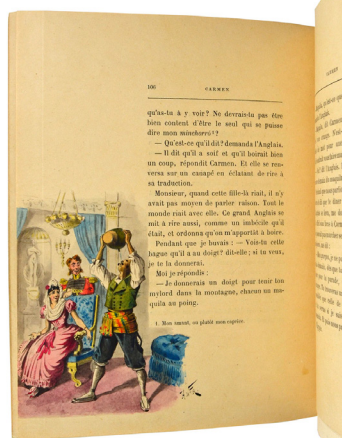 106 CARMEN
qu'as-tu à y voir? Ne devrais-tu pas être
bien content d'être le seul qui se puisse
dire mon minchorrò¹?
— Qu'est-ce qu'il dit? demanda l'Anglais.
— Il dit qu'il a soif et qu'il boirait bien
un coup, répondit Carmen. Et elle se ren-
versa sur un canapé en éclatant de rire à
sa traduction.
Monsieur, quand cette fille-là riait, il n'y
avait pas moyen de parler raison. Tout le
monde riait avec elle. Ce grand Anglais se
mit à rire aussi, comme un imbécile qu'il
était, et ordonna qu'on m'apportât à boire.
Pendant que je buvais : — Vois-tu cette
bague qu'il a au doigt? dit-elle; si tu veux,
je te la donnerai.
Moi je répondis :
— Je donnerais un doigt pour tenir ton
mylord dans la montagne, chacun un ma-
quila au poing.
1. Mon amant, ou plutôt mon caprice.